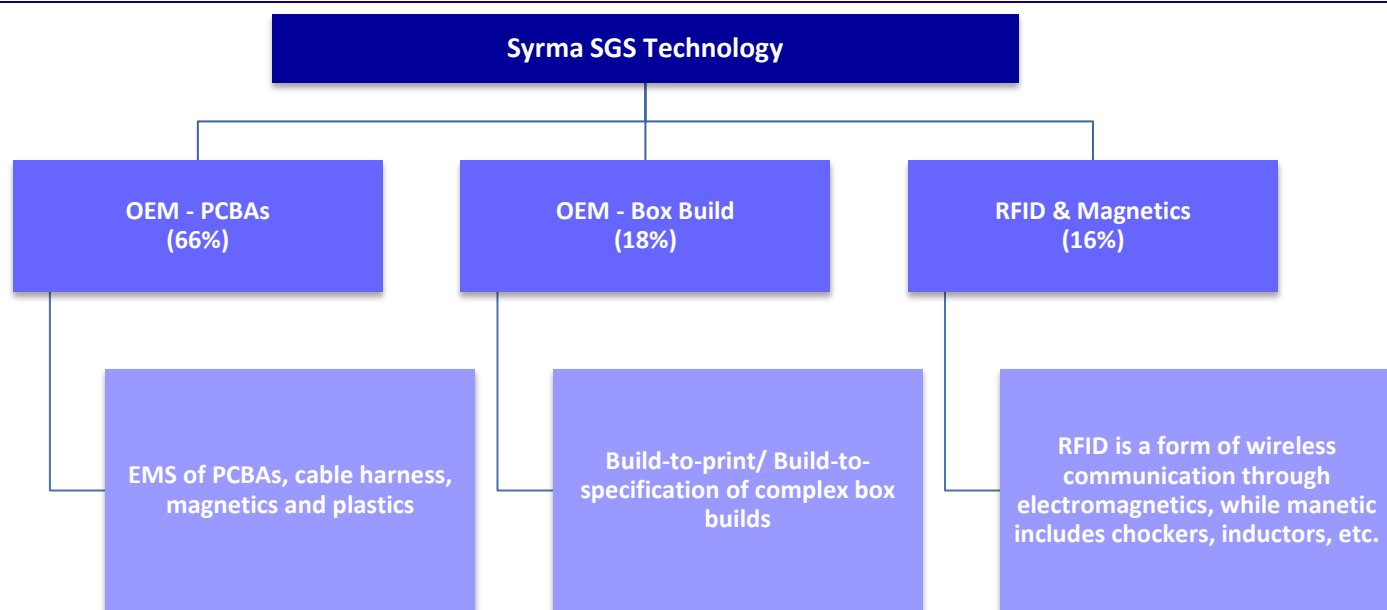 Syrma SGS Technology
OEM - PCBAs
(66%)
OEM - Box Build
(18%)
RFID & Magnetics
(16%)
EMS of PCBAs, cable harness,
magnetics and plastics
Build-to-print/ Build-to-
specification of complex box
builds
RFID is a form of wireless
communication through
electromagnetics, while manetic
includes chockers, inductors, etc.